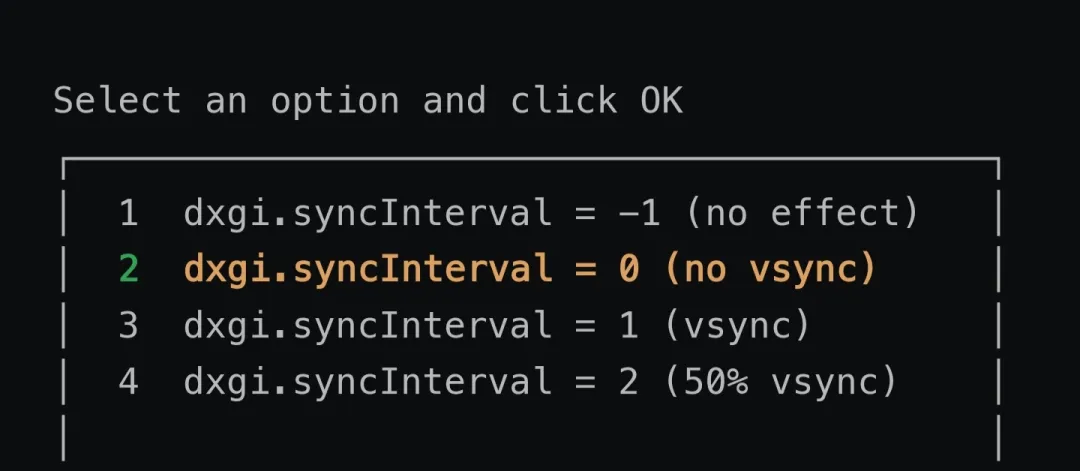 Select an option and click OK
1 dxgi.syncInterval = -1 (no effect)
2 dxgi.syncInterval = 0 (no vsync)
3 dxgi.syncInterval = 1 (vsync)
4 dxgi.syncInterval = 2 (50% vsync)